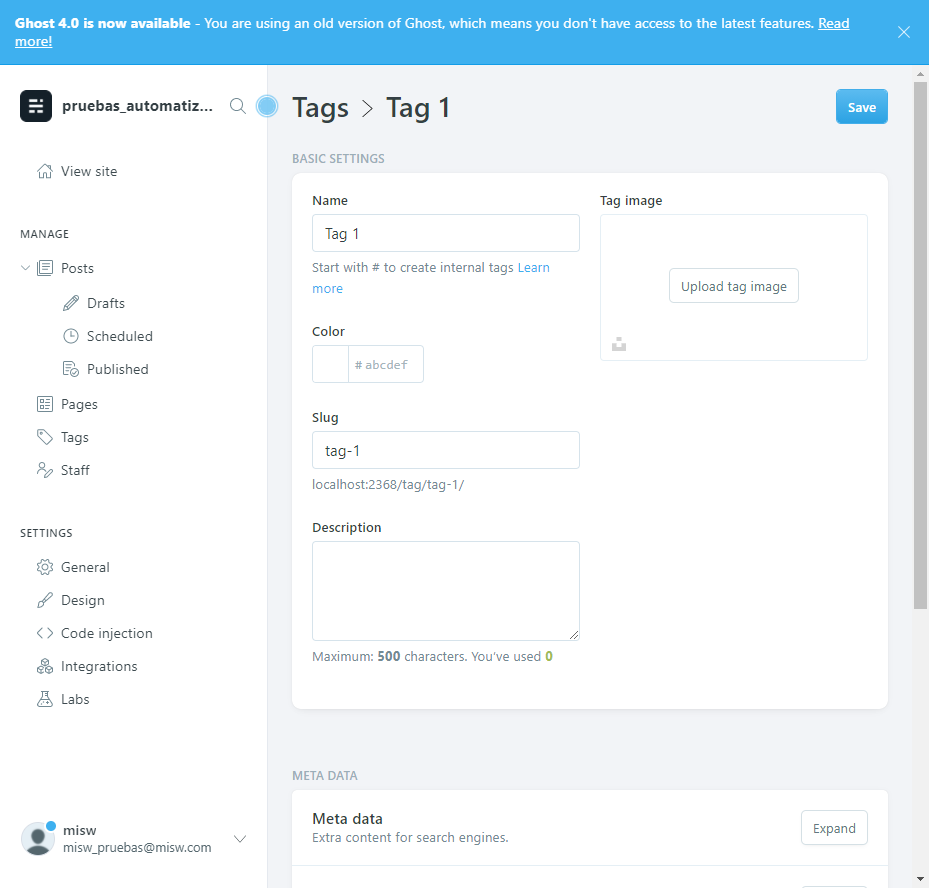 Ghost 4.0 is now available - You are using an old version of Ghost, which means you don't have access to the latest features. Read
more!
pruebas_automatiz...
View site
MANAGE
Posts
Drafts
Scheduled
Published
Pages
Tags
Staff
SETTINGS
General
Design
Code injection
Integrations
Labs
misw
misw_pruebas@misw.com
Tags > Tag 1
Save
BASIC SETTINGS
Name
Tag 1
Start with # to create internal tags Learn
more
Color
# abcdef
Slug
tag-1
localhost:2368/tag/tag-1/
Description
Maximum: 500 characters. You've used 0
Tag image
Upload tag image
META DATA
Meta data
Extra content for search engines.
Expand